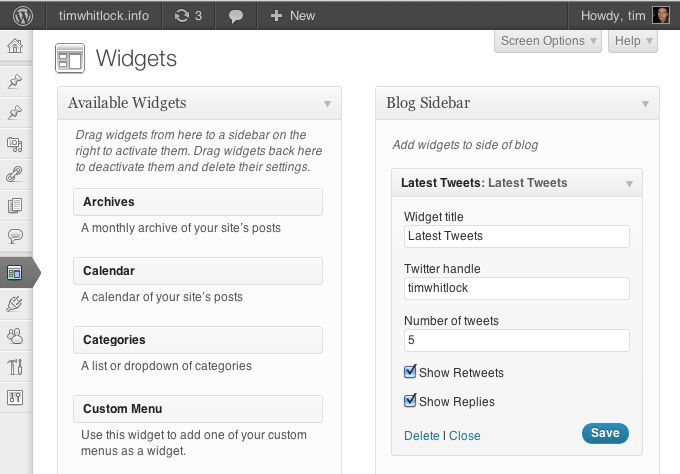 timwhitlock.info 3 + New Howdy, tim
Screen Options Help
Widgets
Available Widgets
Drag widgets from here to a sidebar on the
right to activate them. Drag widgets back here
to deactivate them and delete their settings.
Archives
A monthly archive of your site's posts
Calendar
A calendar of your site's posts
Categories
A list or dropdown of categories
Custom Menu
Use this widget to add one of your custom
menus as a widget.
Blog Sidebar
Add widgets to side of blog
Latest Tweets: Latest Tweets
Widget title
Latest Tweets
Twitter handle
timwhitlock
Number of tweets
5
Show Retweets
Show Replies
Delete | Close Save